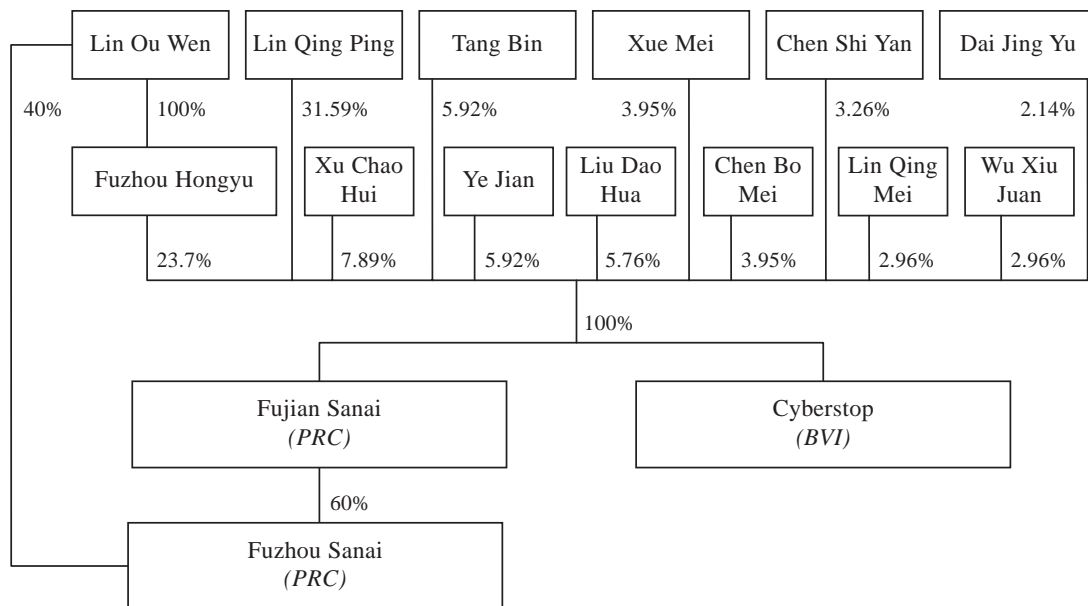 Lin Ou Wen
Lin Qing Ping
Tang Bin
Xue Mei
Chen Shi Yan
Dai Jing Yu
40%
100%
31.59%
5.92%
3.95%
3.26%
2.14%
Fuzhou Hongyu
Xu Chao
Hui
Ye Jian
Liu Dao
Hua
Chen Bo
Mei
Lin Qing
Mei
Wu Xiu
Juan
23.7%
7.89%
5.92%
5.76%
3.95%
2.96%
2.96%
100%
Fujian Sanai
(PRC)
Cyberstop
(BVI)
60%
Fuzhou Sanai
(PRC)